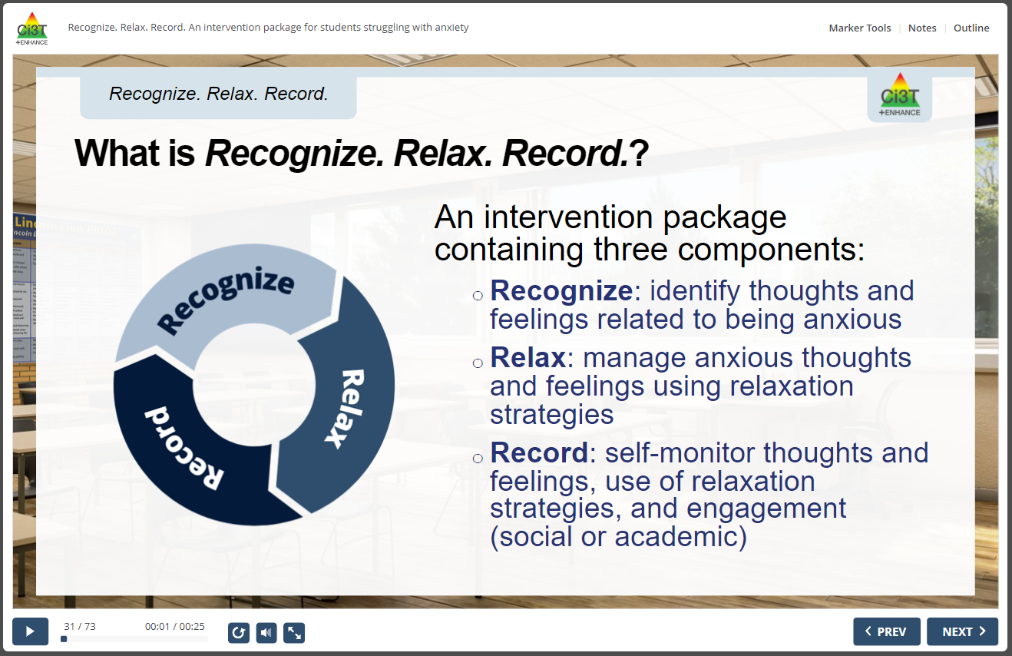 Ci3T
+ENHANCE
Recognize. Relax. Record. An intervention package for students struggling with anxiety
Marker Tools
Notes
Outline
Recognize. Relax. Record.
Ci3T
+ENHANCE
What is Recognize. Relax. Record.?
Recognize
Relax
Record
An intervention package
containing three components:
Recognize: identify thoughts and
feelings related to being anxious
Relax: manage anxious thoughts
and feelings using relaxation
strategies
Record: self-monitor thoughts and
feelings, use of relaxation
strategies, and engagement
(social or academic)
31 / 73
00:01 / 00:25
PREV
NEXT